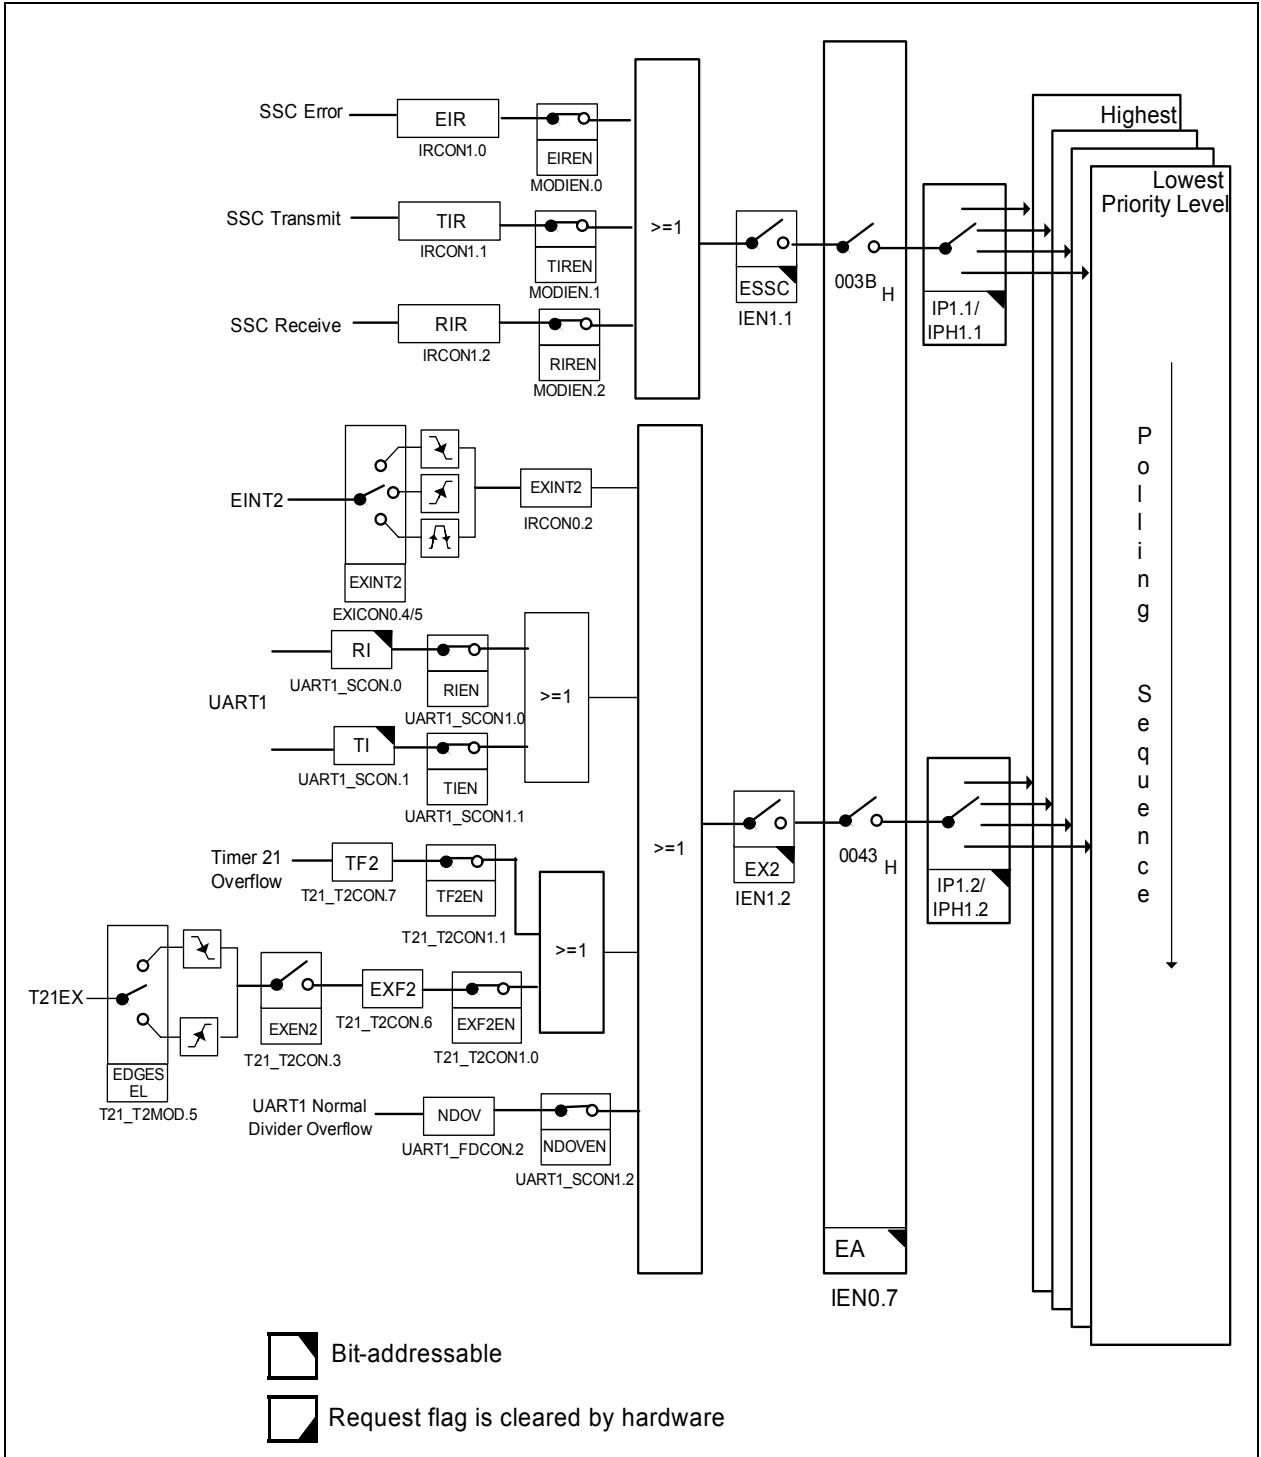 SSC Error
EIR
IRCON1.0
EIREN
MODIEN.0
SSC Transmit
TIR
IRCON1.1
TIREN
MODIEN.1
SSC Receive
RIR
IRCON1.2
RIREN
MODIEN.2
>=1
ESSC
IEN1.1
003B H
IP1.1/
IPH1.1
Highest
Lowest
Priority Level
Polling Sequence
EINT2
EXINT2
EXICON0.4/5
EXINT2
IRCON0.2
UART1
RI
UART1_SCON.0
RIEN
UART1_SCON1.0
TI
UART1_SCON.1
TIEN
UART1_SCON1.1
>=1
Timer 21
Overflow
TF2
T21_T2CON.7
TF2EN
T21_T2CON1.1
T21EX
EDGES
EL
T21_T2MOD.5
EXEN2
T21_T2CON.3
EXF2
T21_T2CON.6
EXF2EN
T21_T2CON1.0
>=1
UART1 Normal
Divider Overflow
NDOV
UART1_FDCON.2
NDOVEN
UART1_SCON1.2
>=1
EX2
IEN1.2
0043 H
IP1.2/
IPH1.2
EA
IEN0.7
Bit-addressable
Request flag is cleared by hardware